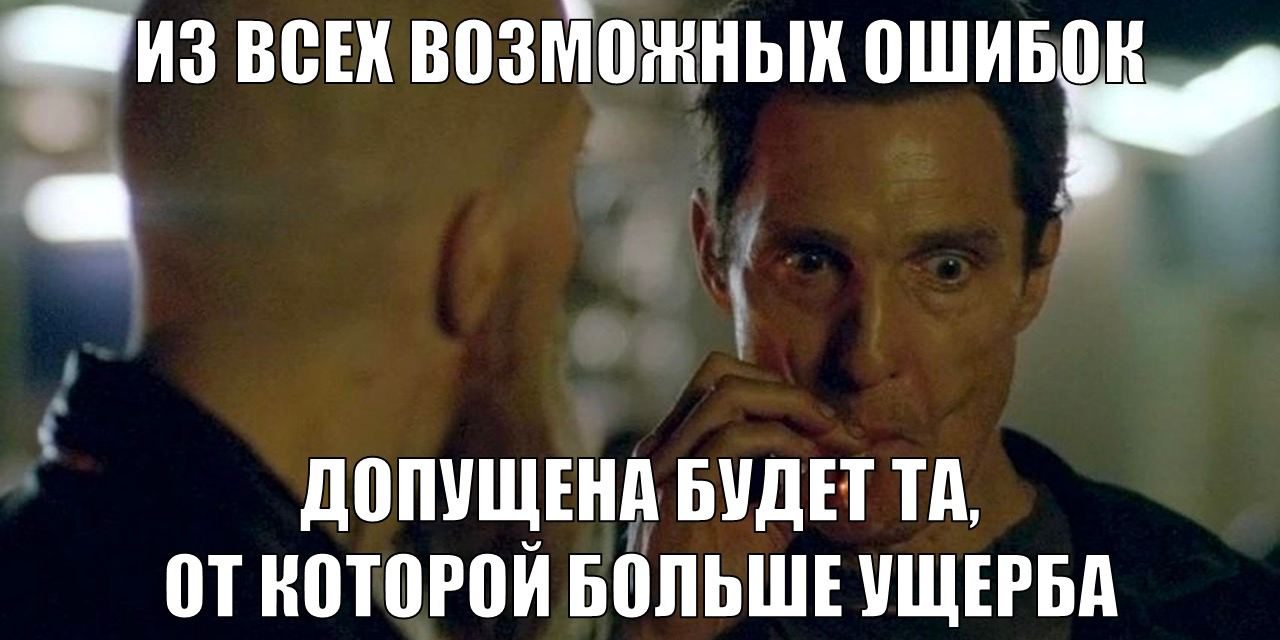 ИЗ ВСЕХ ВОЗМОЖНЫХ ОШИБОК
ДОПУЩЕНА БУДЕТ ТА,
ОТ КОТОРОЙ БОЛЬШЕ УЩЕРБА